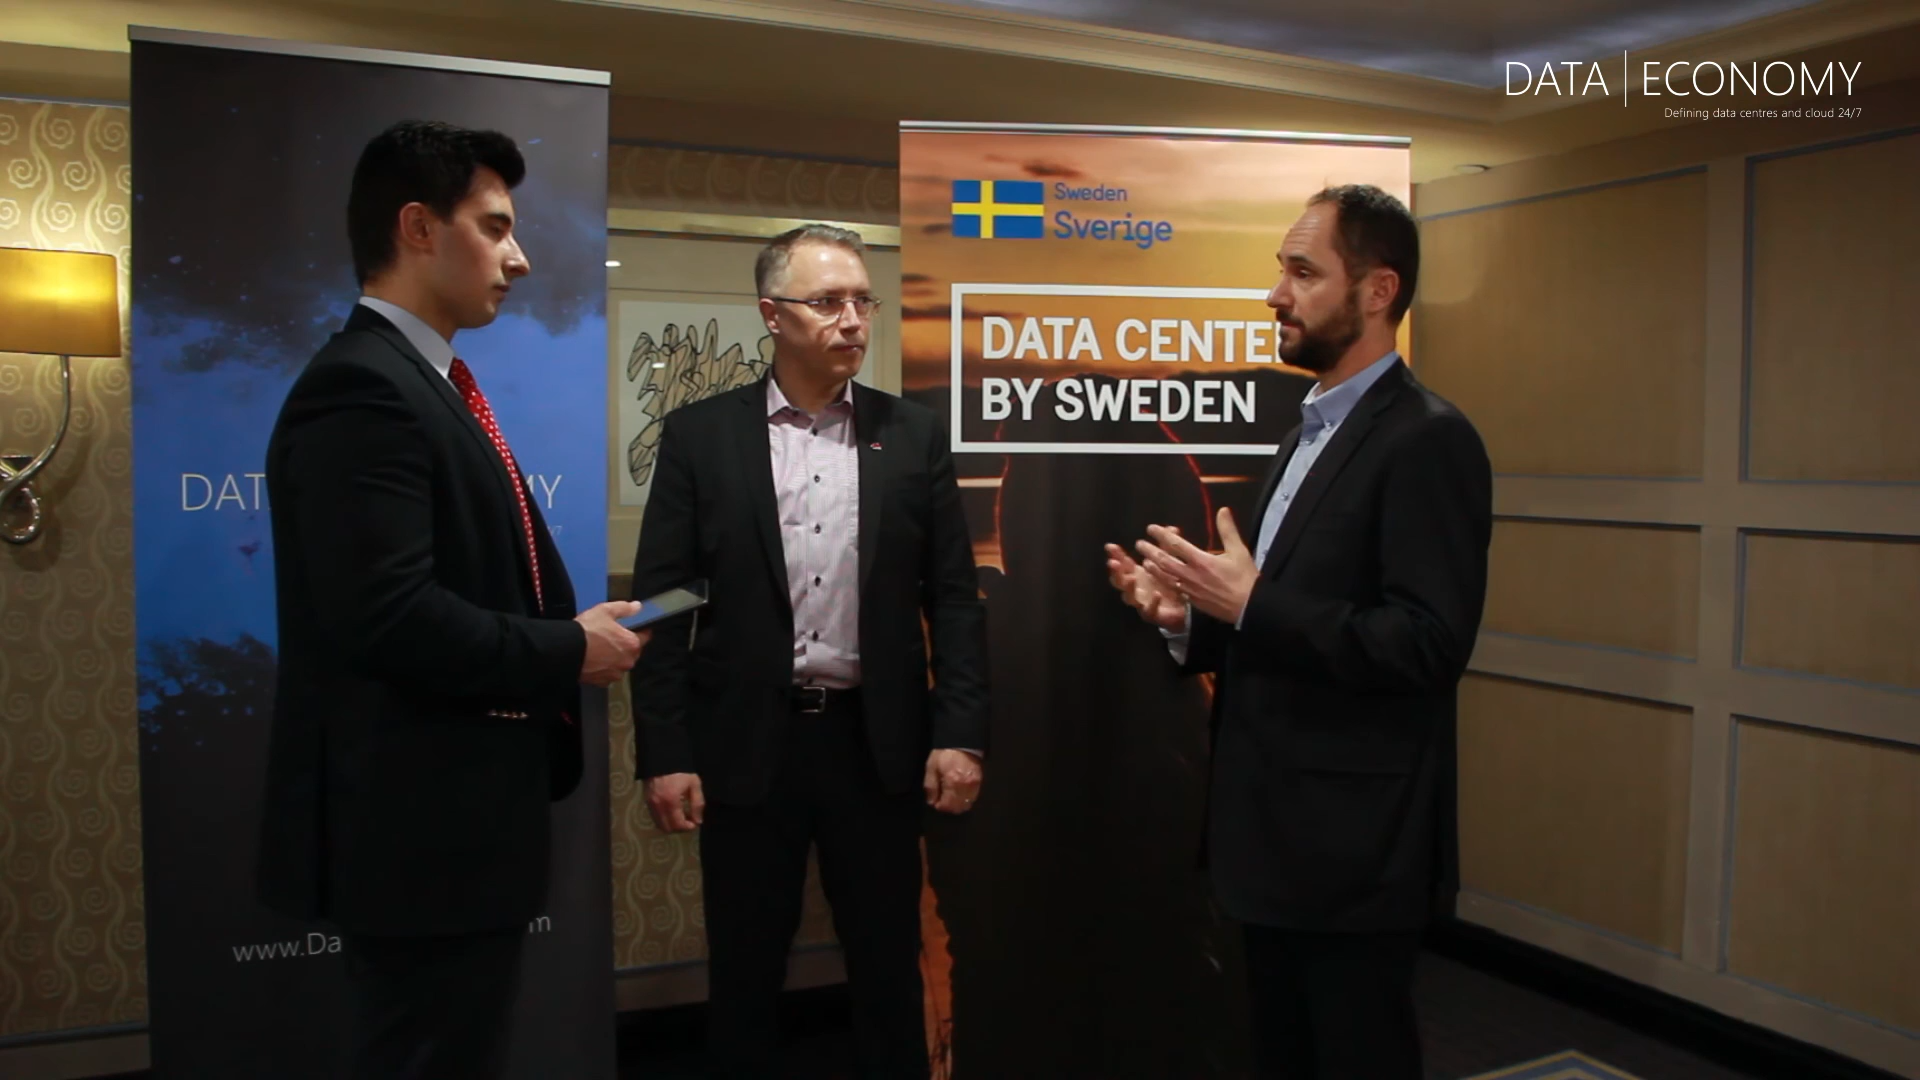 DATA | ECONOMY
Defining data centres and cloud 24/7
Sweden
Sverige
DATA CENTE
BY SWEDEN
DAT MY
www.Da m